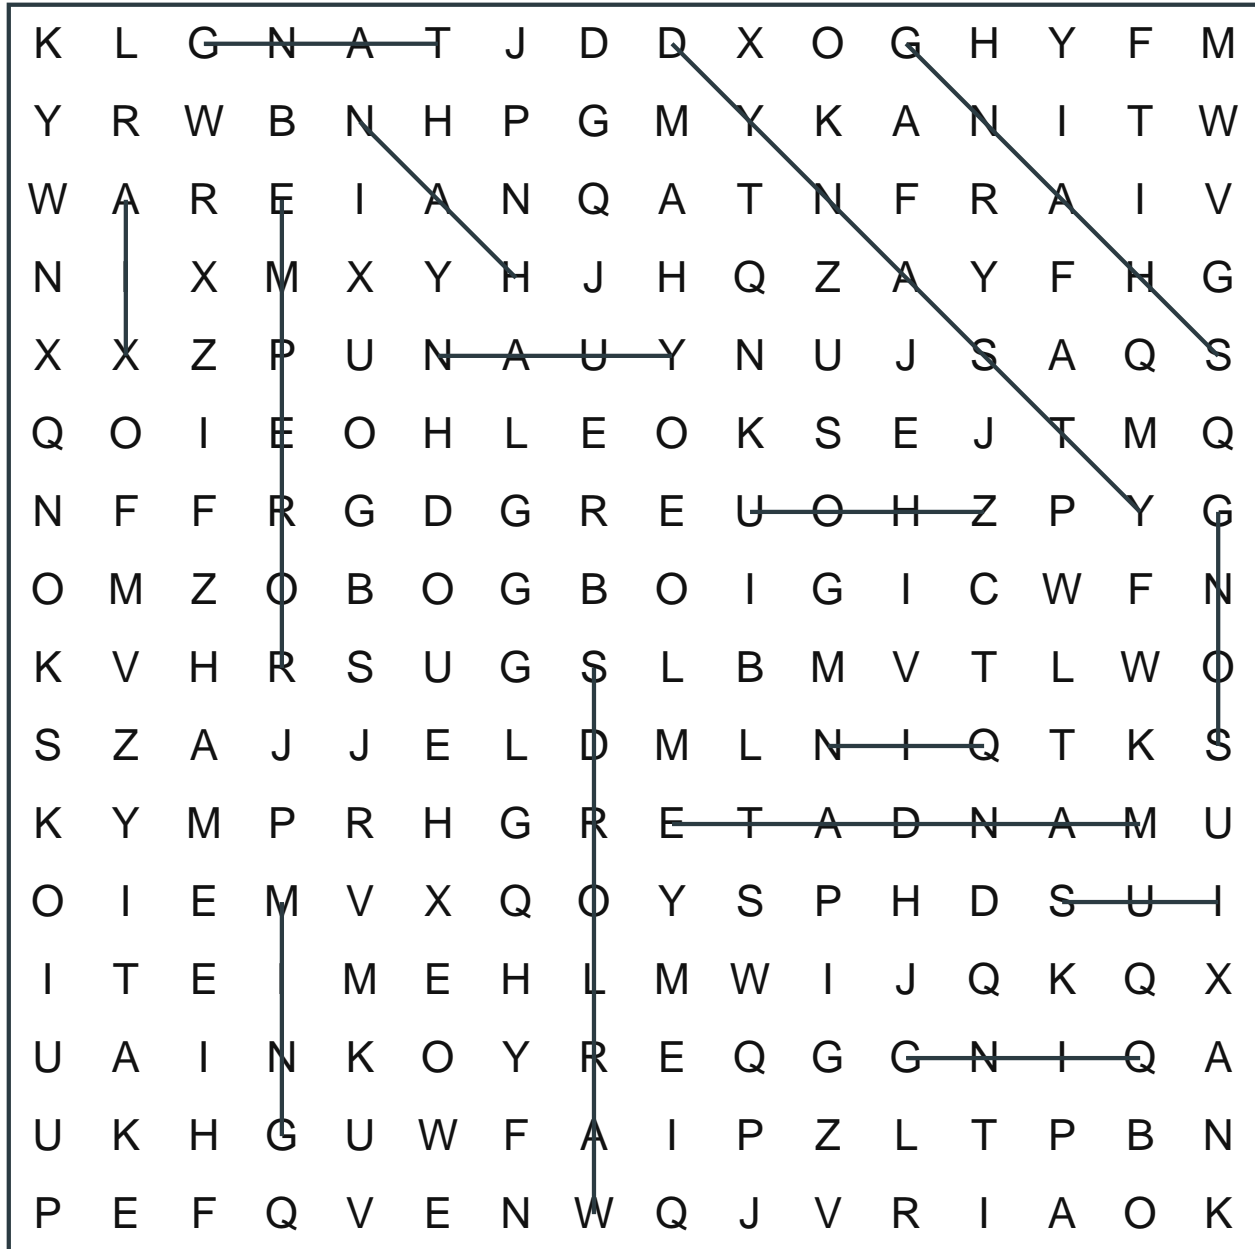 K L G N A T J D D X O G H Y F M
Y R W B N H P G M Y K A N I T W
W A R E I A N Q A T N F R A I V
N I X M X Y H J H Q Z A Y F H G
X X Z P U N A U Y N U J S A Q S
Q O I E O H L E O K S E J T M Q
N F F R G D G R E U O H Z P Y G
O M Z O B O G B O I G I C W F N
K V H R S U G S L B M V T L W O
S Z A J J E L D M L N I Q T K S
K Y M P R H G R E T A D N A M U
O I E M V X Q O Y S P H D S U I
I T E I M E H L M W I J Q K Q X
U A I N K O Y R E Q G G N I Q A
U K H G U W F A I P Z L T P B N
P E F Q V E N W Q J V R I A O K